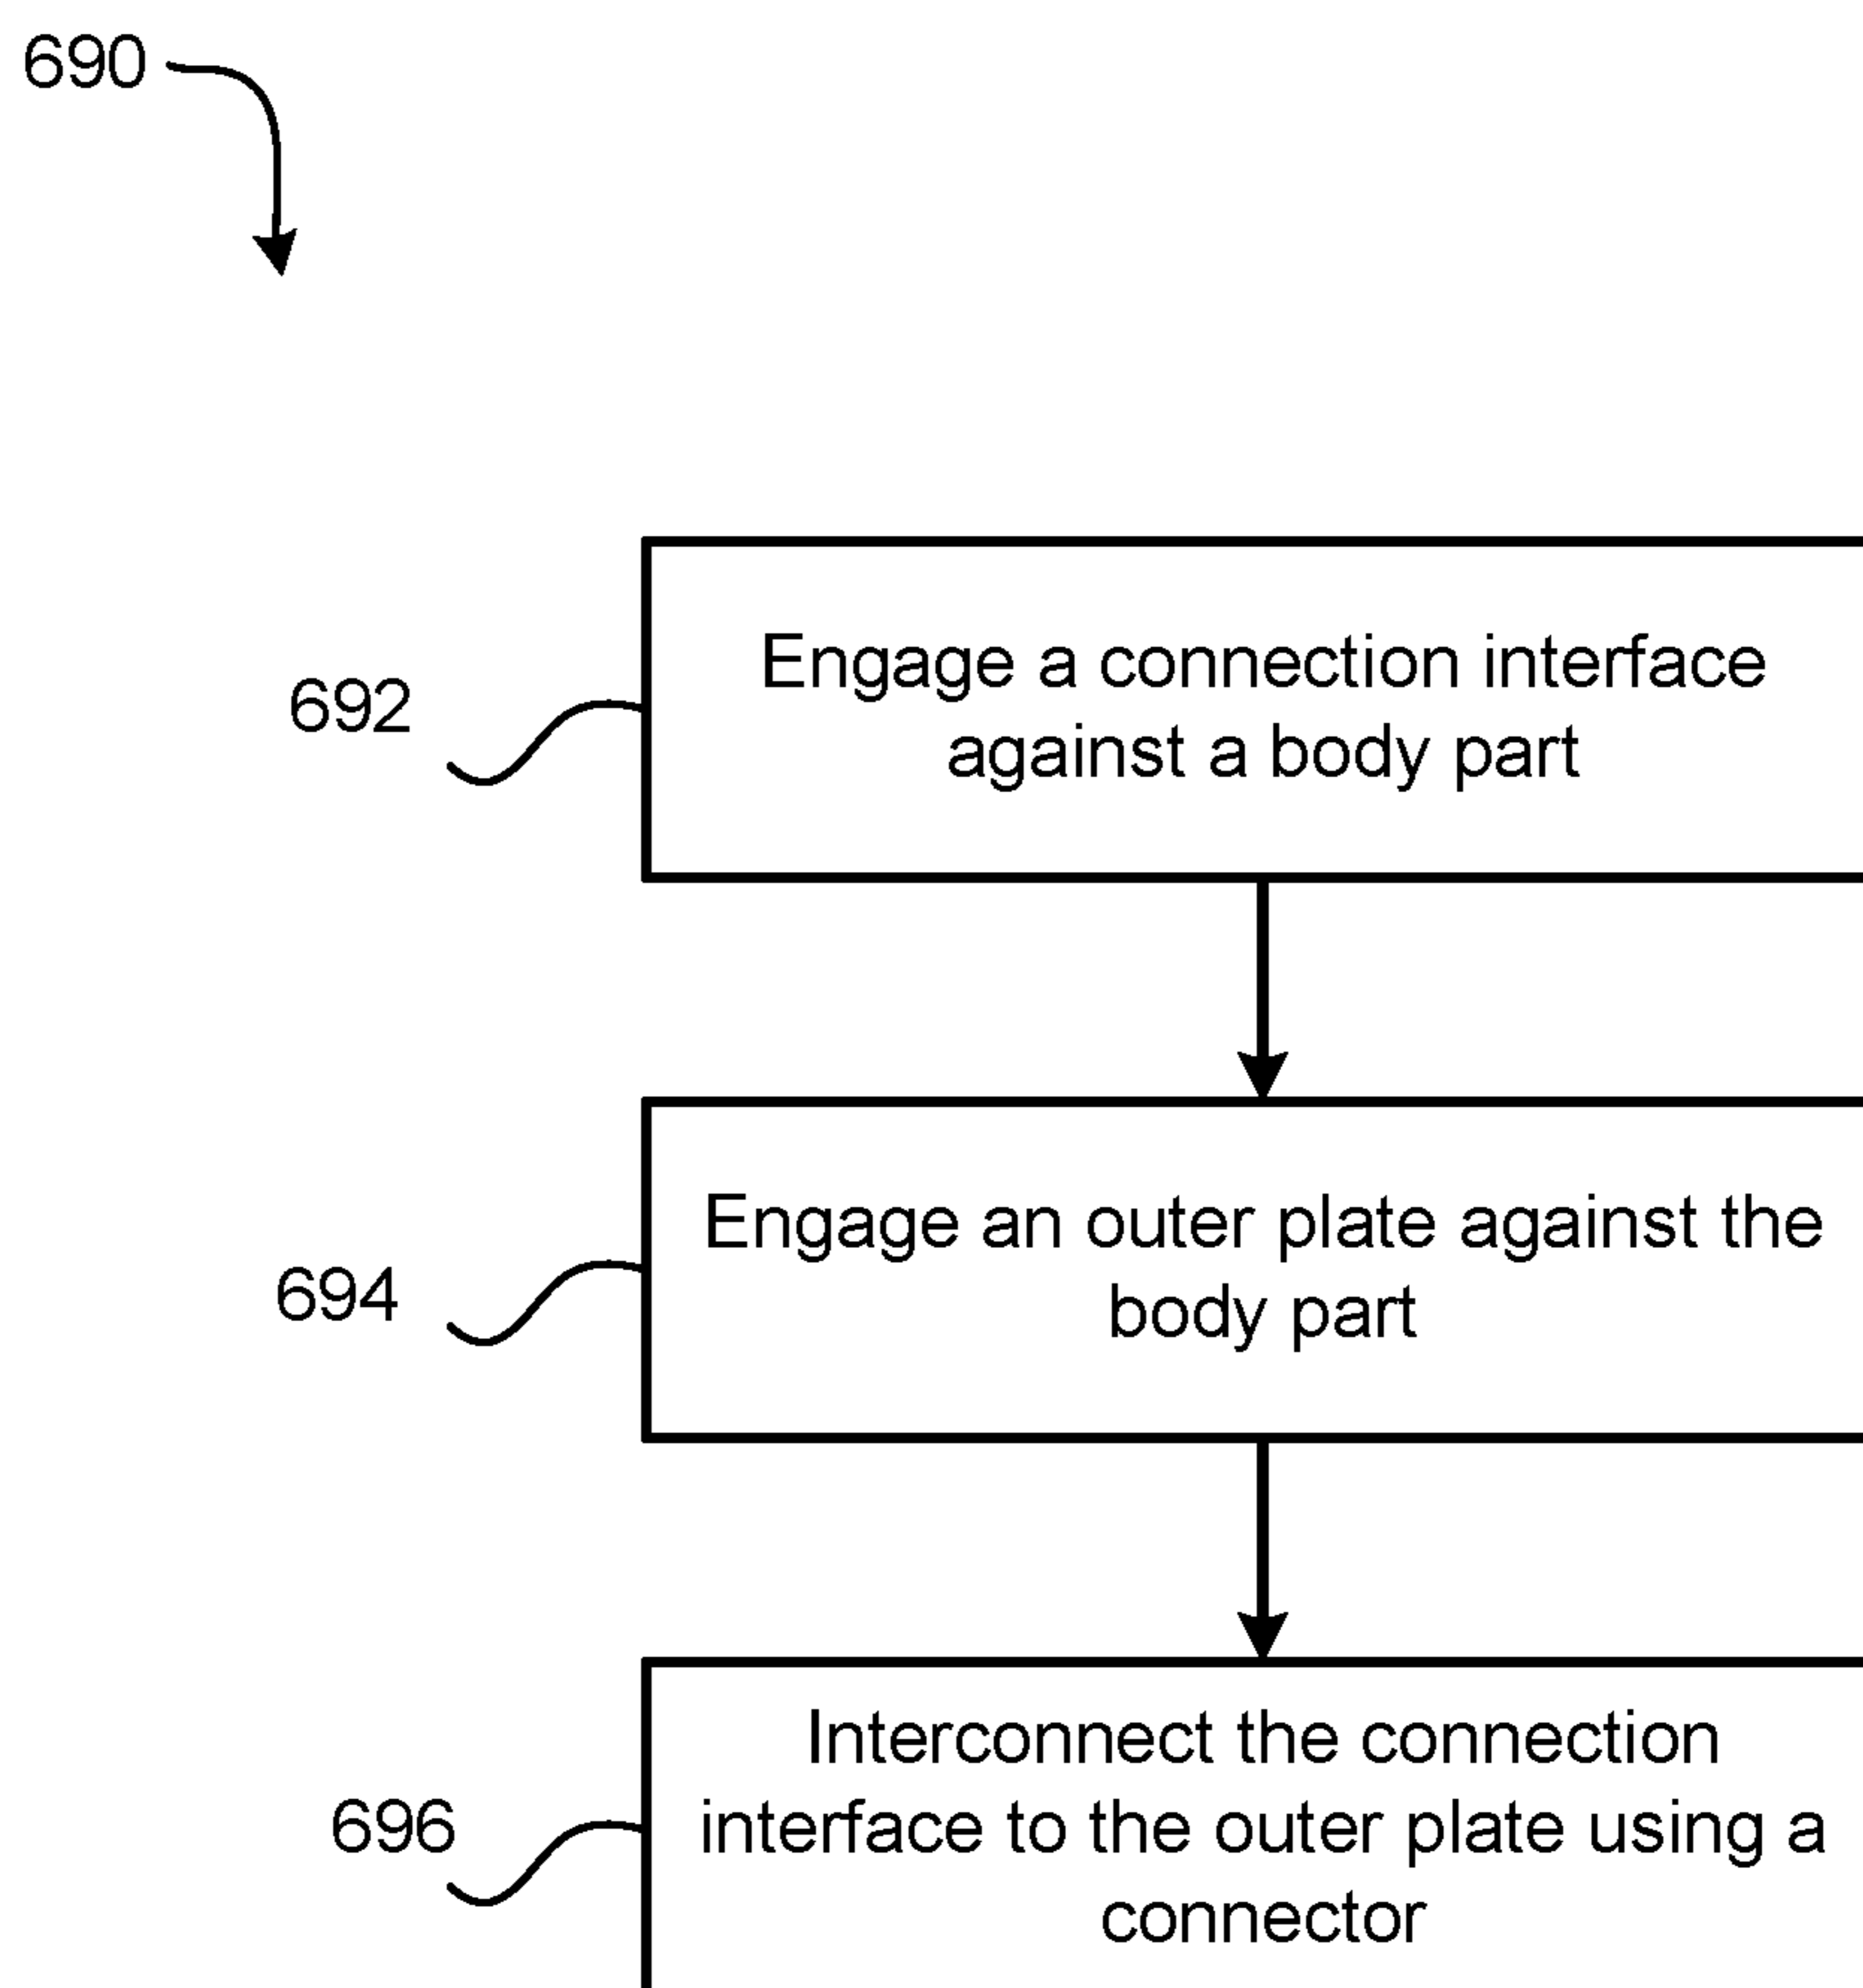 690
692
Engage a connection interface
against a body part
694
Engage an outer plate against the
body part
696
Interconnect the connection
interface to the outer plate using a
connector